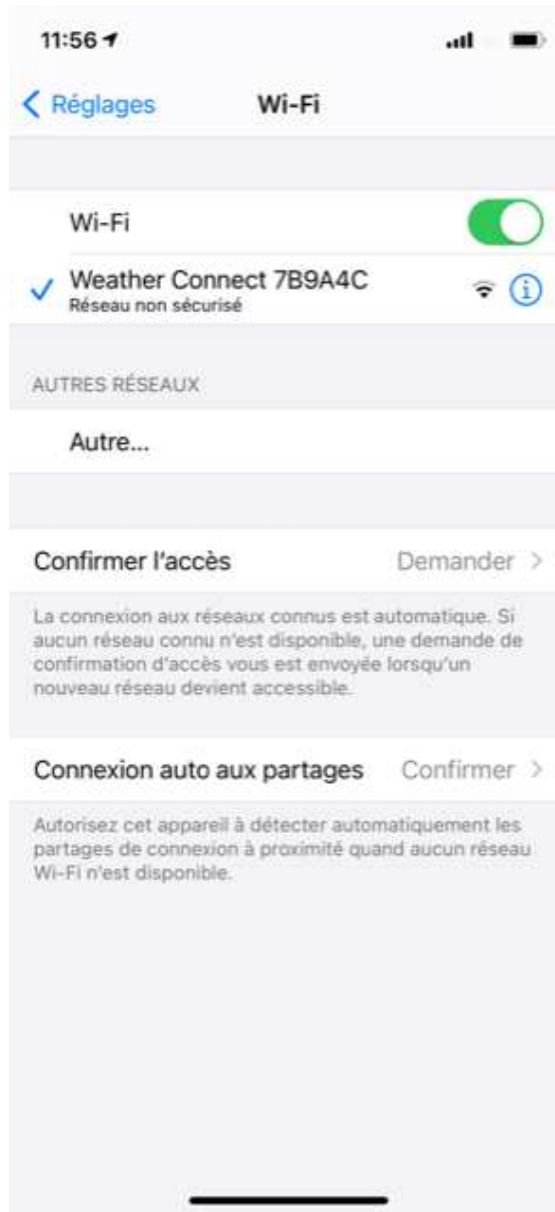 11:56
Réglages
Wi-Fi
Wi-Fi
Weather Connect 7B9A4C
Réseau non sécurisé
AUTRES RÉSEAUX
Autre...
Confirmer l'accès Demander
La connexion aux réseaux connus est automatique. Si
aucun réseau connu n'est disponible, une demande de
confirmation d'accès vous est envoyée lorsqu'un
nouveau réseau devient accessible.
Connexion auto aux partages Confirmer
Autorisez cet appareil à détecter automatiquement les
partages de connexion à proximité quand aucun réseau
Wi-Fi n'est disponible.